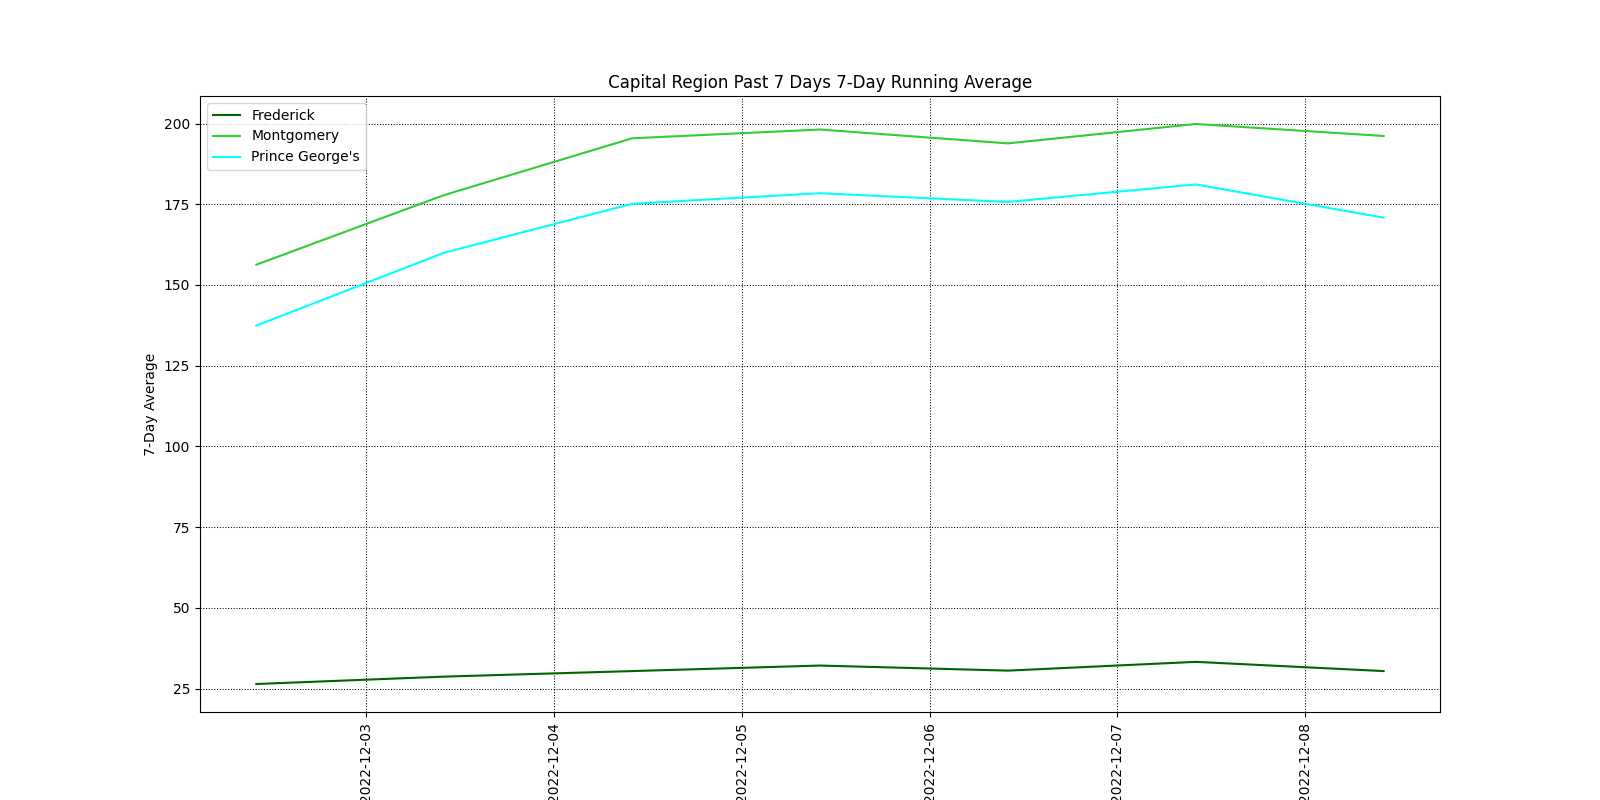 Capital Region Past 7 Days 7-Day Running Average
Frederick
Montgomery
Prince George's
200
175
150
125
100
75
50
25
7-Day Average
2022-12-03
2022-12-04
2022-12-05
2022-12-06
2022-12-07
2022-12-08